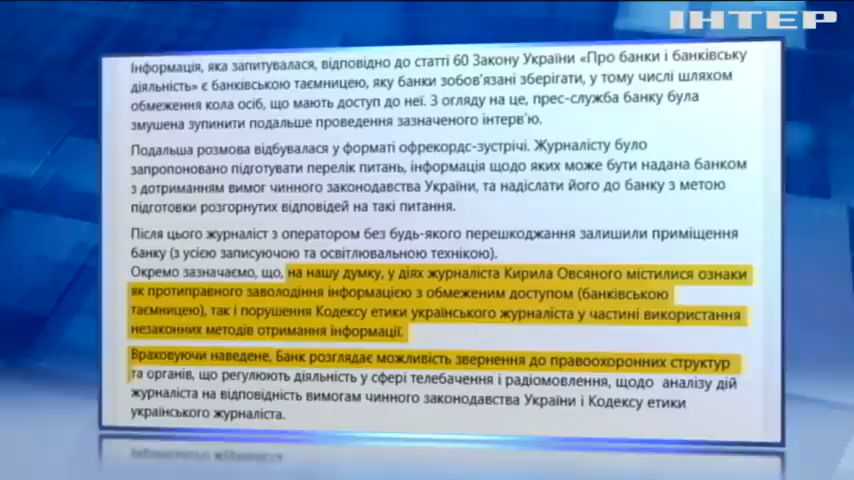 ІНТЕР
Інформація, яка запитувалася, відповідно до статті 60 Закону України «Про банки і банківську
діяльність» є банківською таємницею, яку банки зобов’язані зберігати, у тому числі шляхом
обмеження кола осіб, що мають доступ до неї. З огляду на це, прес-служба банку була
змушена зупинити подальше проведення зазначеного інтерв’ю.
Подальша розмова відбувалася у форматі офрекордс-зустрічі. Журналісту було
запропоновано підготувати перелік питань, інформація щодо яких може бути надана банком
з дотриманням вимог чинного законодавства України, та надіслати його до банку з метою
підготовки розгорнутих відповідей на такі питання.
Після цього журналіст з оператором без будь-якого перешкоджання залишили приміщення
банку (з усією записуючою та освітлювальною технікою).
Окремо зазначаємо, що, на нашу думку, у діях журналіста Кирила Овсяного містилися ознаки
як протиправного заволодіння інформацією з обмеженим доступом (банківською
таємницею), так і порушення Кодексу етики українського журналіста у частині використання
незаконних методів отримання інформації.
Враховуючи наведене, Банк розглядає можливість звернення до правоохоронних структур
та органів, що регулюють діяльність у сфері телебачення і радіомовлення, щодо аналізу дій
журналіста на відповідність вимогам чинного законодавства України і Кодексу етики
українського журналіста.